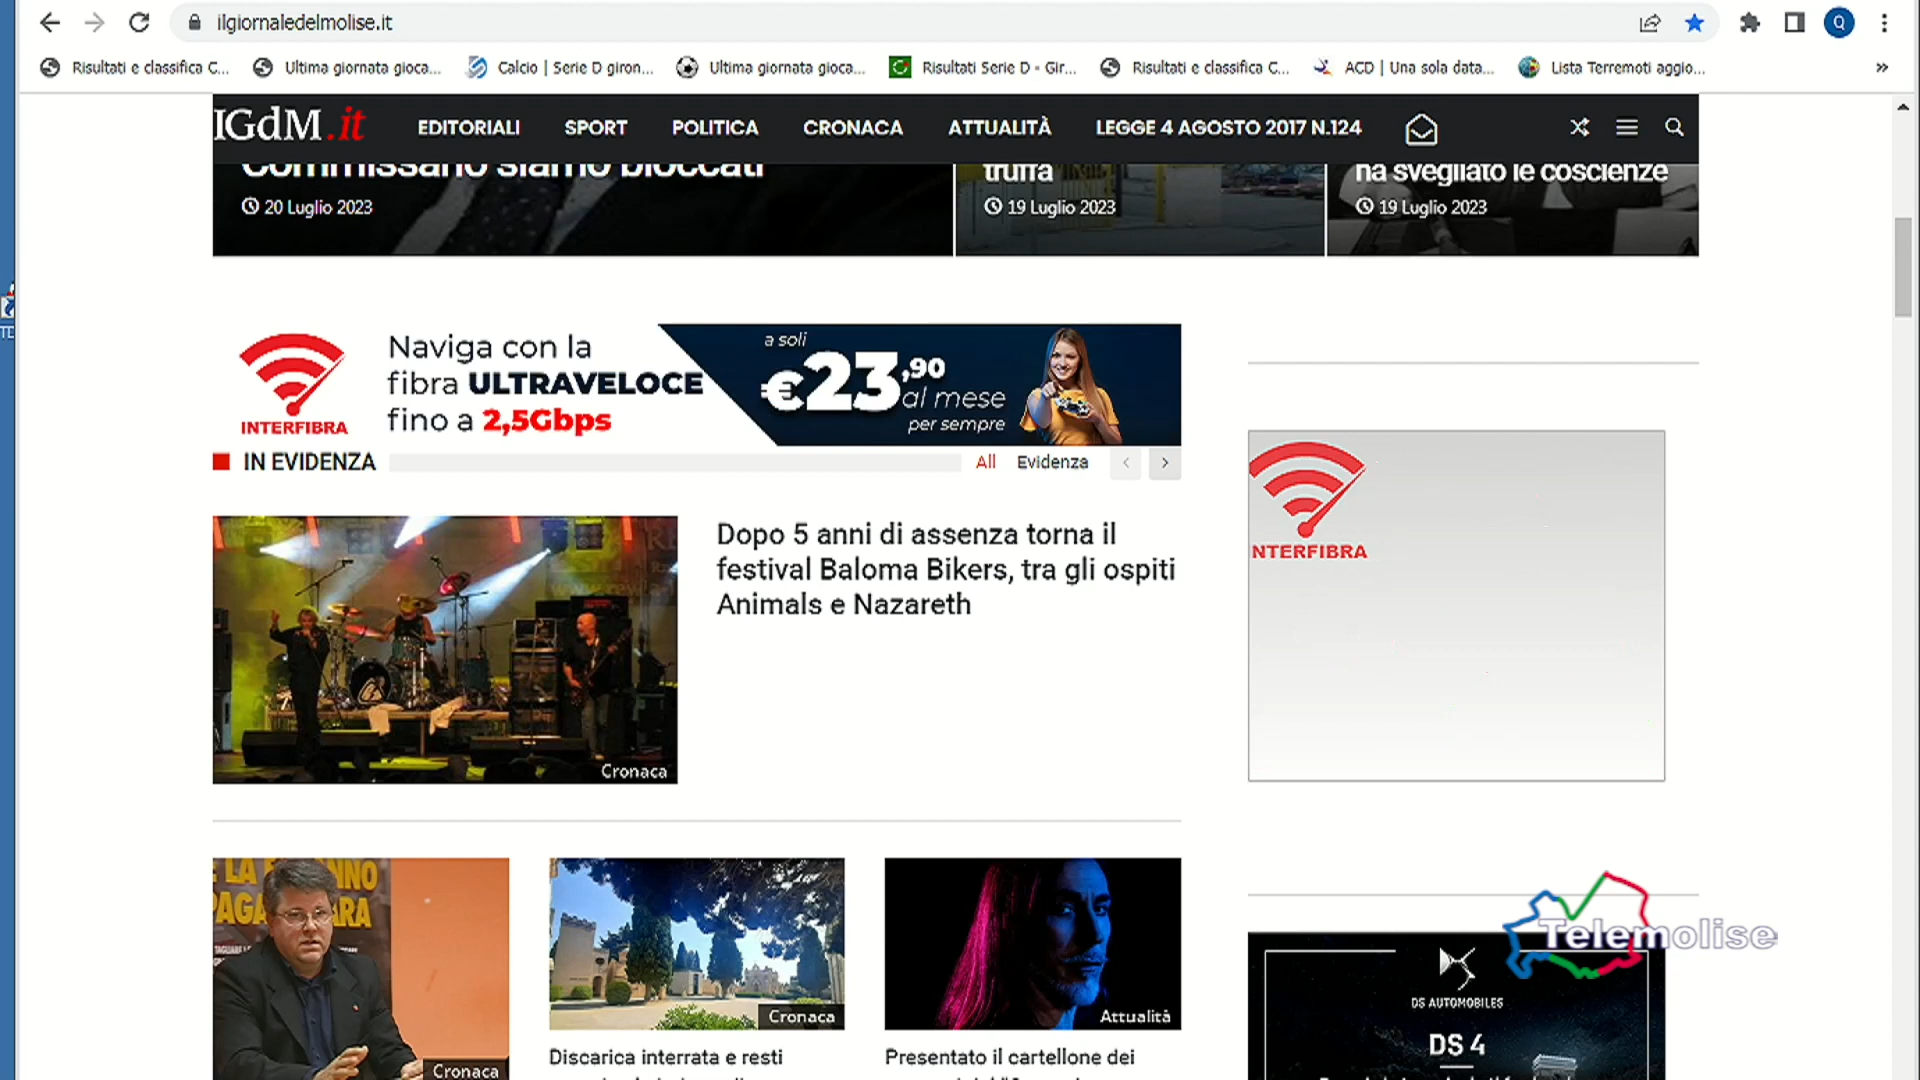 ilgiornaledelmolise.it
Q
Risultati e classifica C...
Ultima giornata gioca...
Calcio | Serie D giron...
Ultima giornata gioca...
Risultati Serie D - Gir...
Risultati e classifica C...
ACD | Una sola data...
Lista Terremoti aggio...
IGdM.it
EDITORIALI
SPORT
POLITICA
CRONACA
ATTUALITÀ
LEGGE 4 AGOSTO 2017 N.124
Commissario siamo bloccati
20 Luglio 2023
truffa
19 Luglio 2023
ha svegliato le coscienze
19 Luglio 2023
TE
INTERFIBRA
Naviga con la
fibra ULTRAVELOCE
fino a 2,5Gbps
a soli
€23,90
al mese
per sempre
IN EVIDENZA
All
Evidenza
Cronaca
Dopo 5 anni di assenza torna il
festival Baloma Bikers, tra gli ospiti
Animals e Nazareth
NTERFIBRA
Cronaca
Cronaca
Discarica interrata e resti
Attualità
Presentato il cartellone dei
Telemolise
DS AUTOMOBILES
DS 4